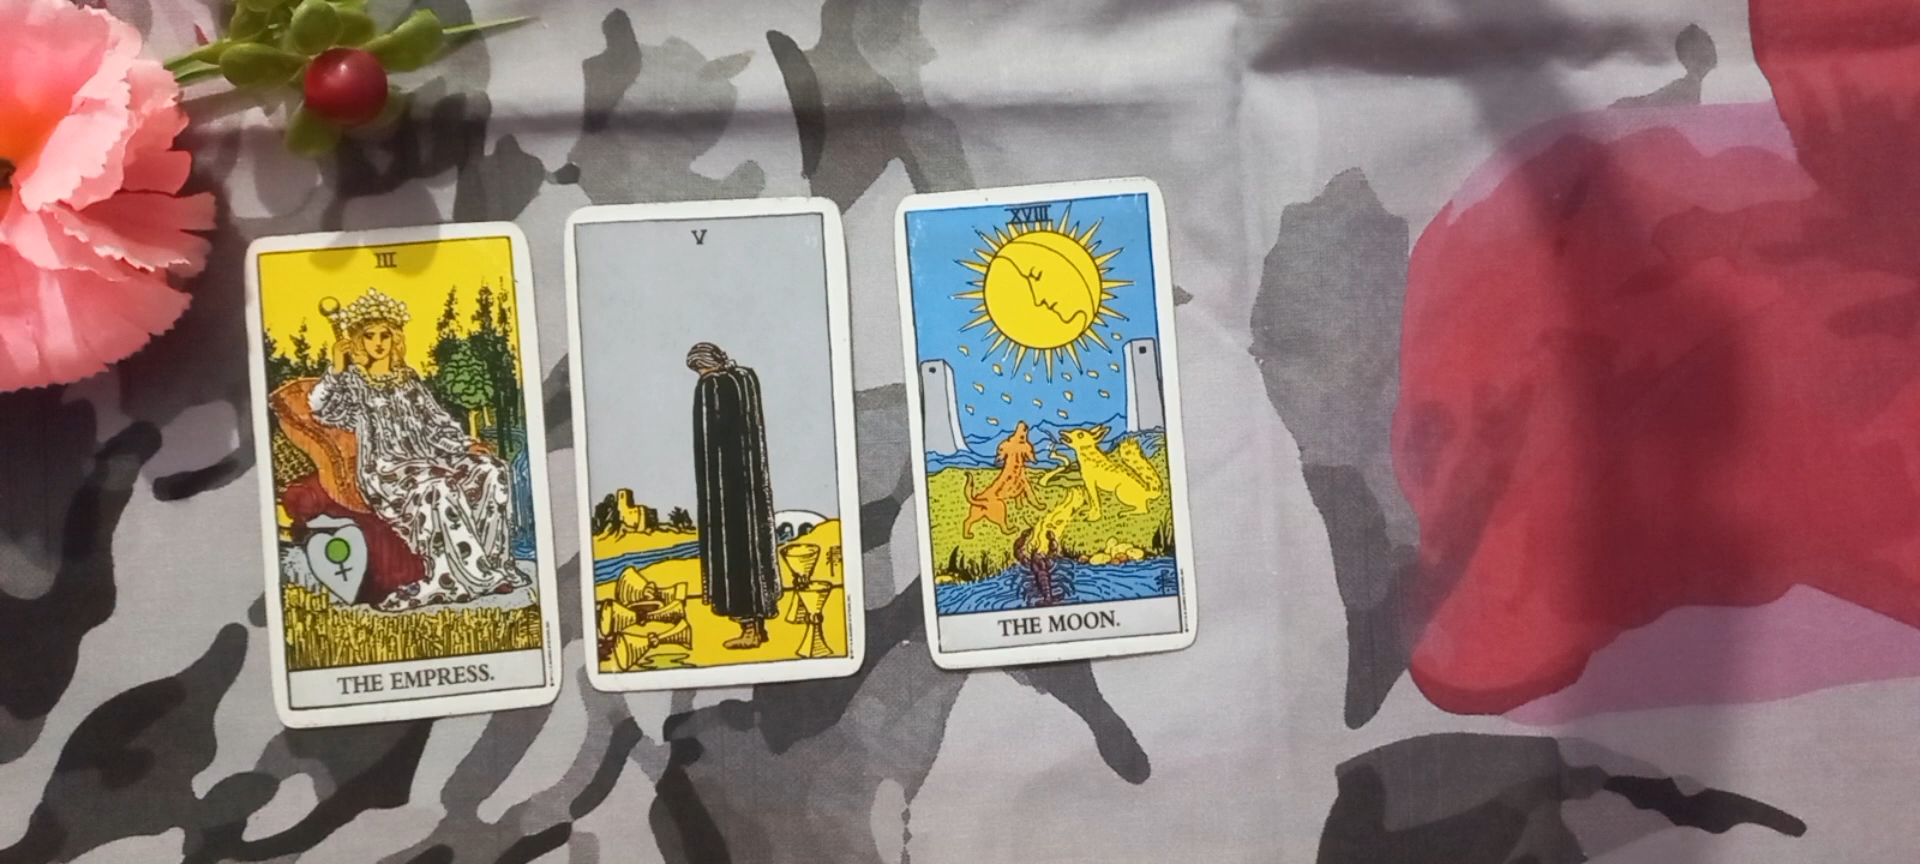 III
THE EMPRESS.
V
XVIII
THE MOON.